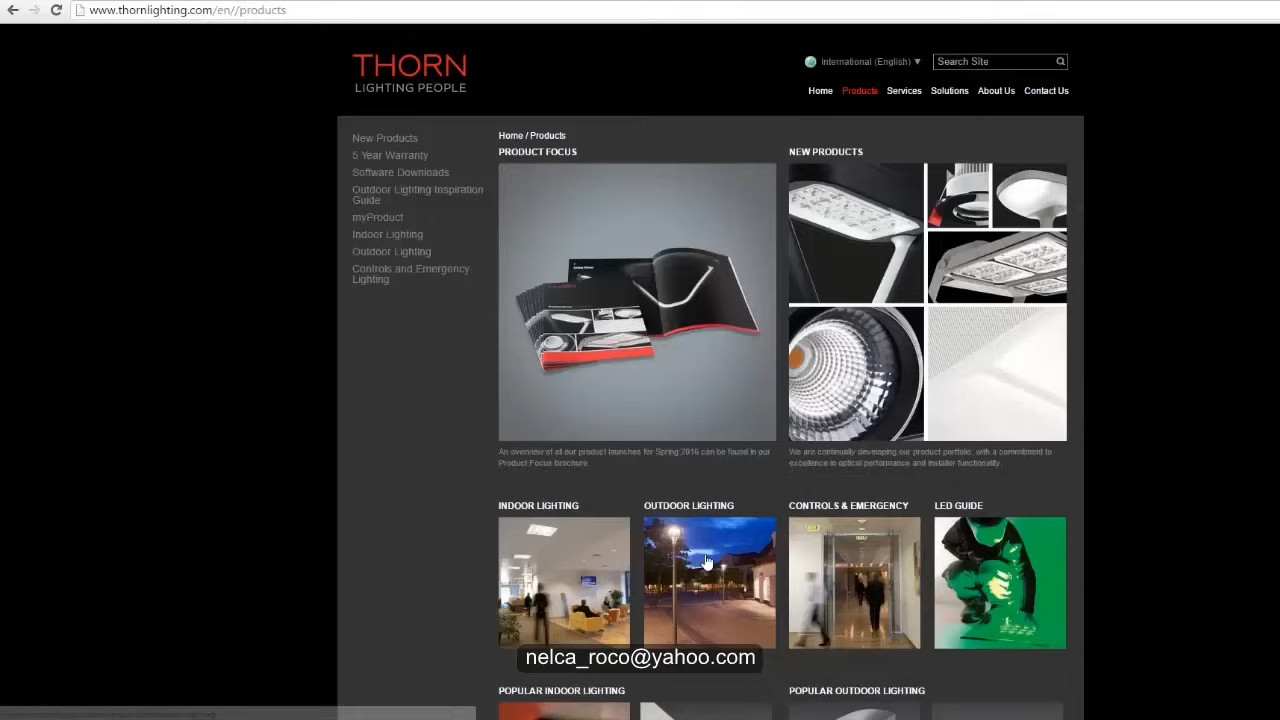 www.thornlighting.com/en//products
THORN
LIGHTING PEOPLE
International (English) ▼
Search Site
Home
Products
Services
Solutions
About Us
Contact Us
New Products
5 Year Warranty
Software Downloads
Outdoor Lighting Inspiration
Guide
myProduct
Indoor Lighting
Outdoor Lighting
Controls and Emergency
Lighting
Home / Products
PRODUCT FOCUS
An overview of all our product launches for Spring 2016 can be found in our
Product Focus brochure.
NEW PRODUCTS
We are continually developing our product portfolio, with a commitment to
excellence in optical performance and installer functionality.
INDOOR LIGHTING
OUTDOOR LIGHTING
CONTROLS & EMERGENCY
LED GUIDE
nelca_roco@yahoo.com
POPULAR INDOOR LIGHTING
POPULAR OUTDOOR LIGHTING